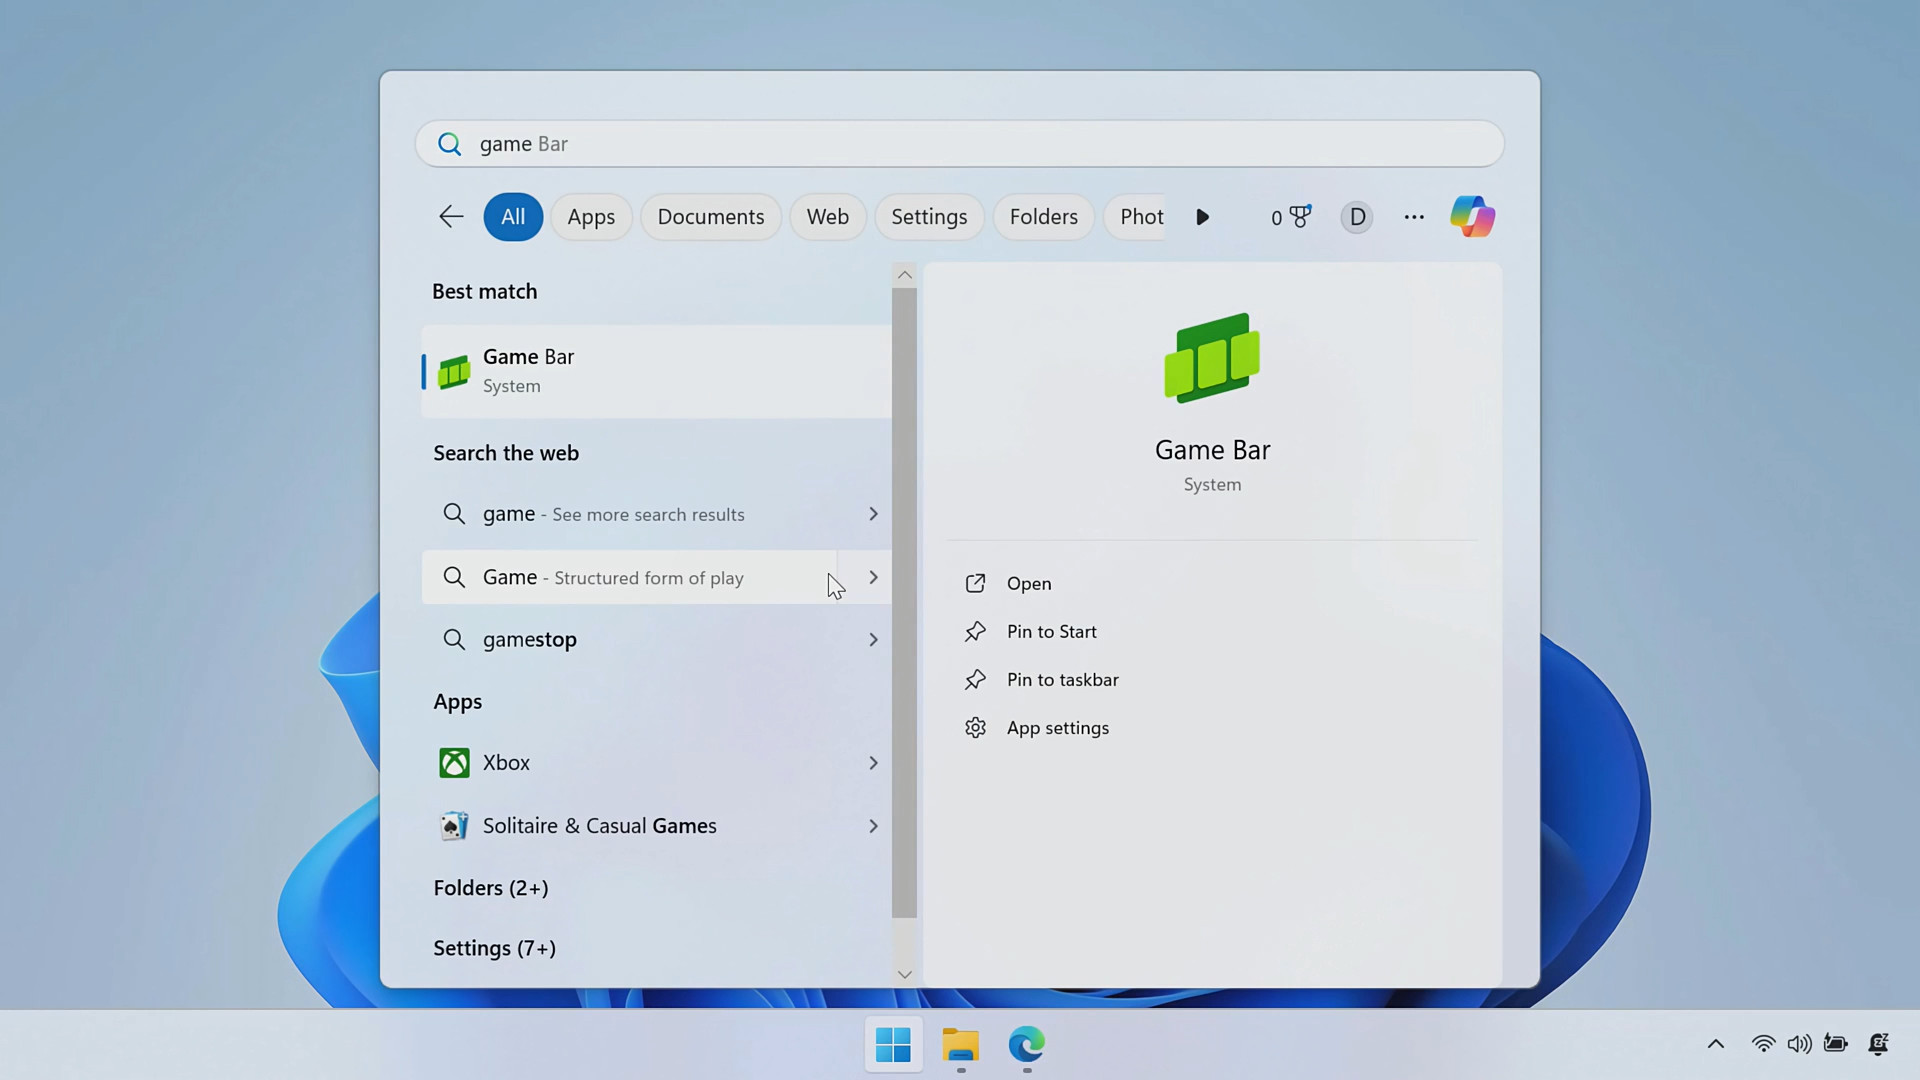 game Bar
All
Apps
Documents
Web
Settings
Folders
Phot
0
D
Best match
Game Bar
System
Search the web
game - See more search results
Game - Structured form of play
gamestop
Apps
Xbox
Solitaire & Casual Games
Folders (2+)
Settings (7+)
Game Bar
System
Open
Pin to Start
Pin to taskbar
App settings